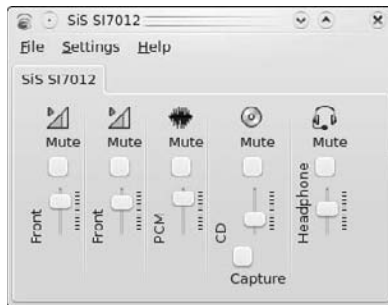 SiS SI7012
File Settings Help
SiS SI7012
Mute Mute Mute Mute Mute
Front Front PCM CD Headphone
Capture